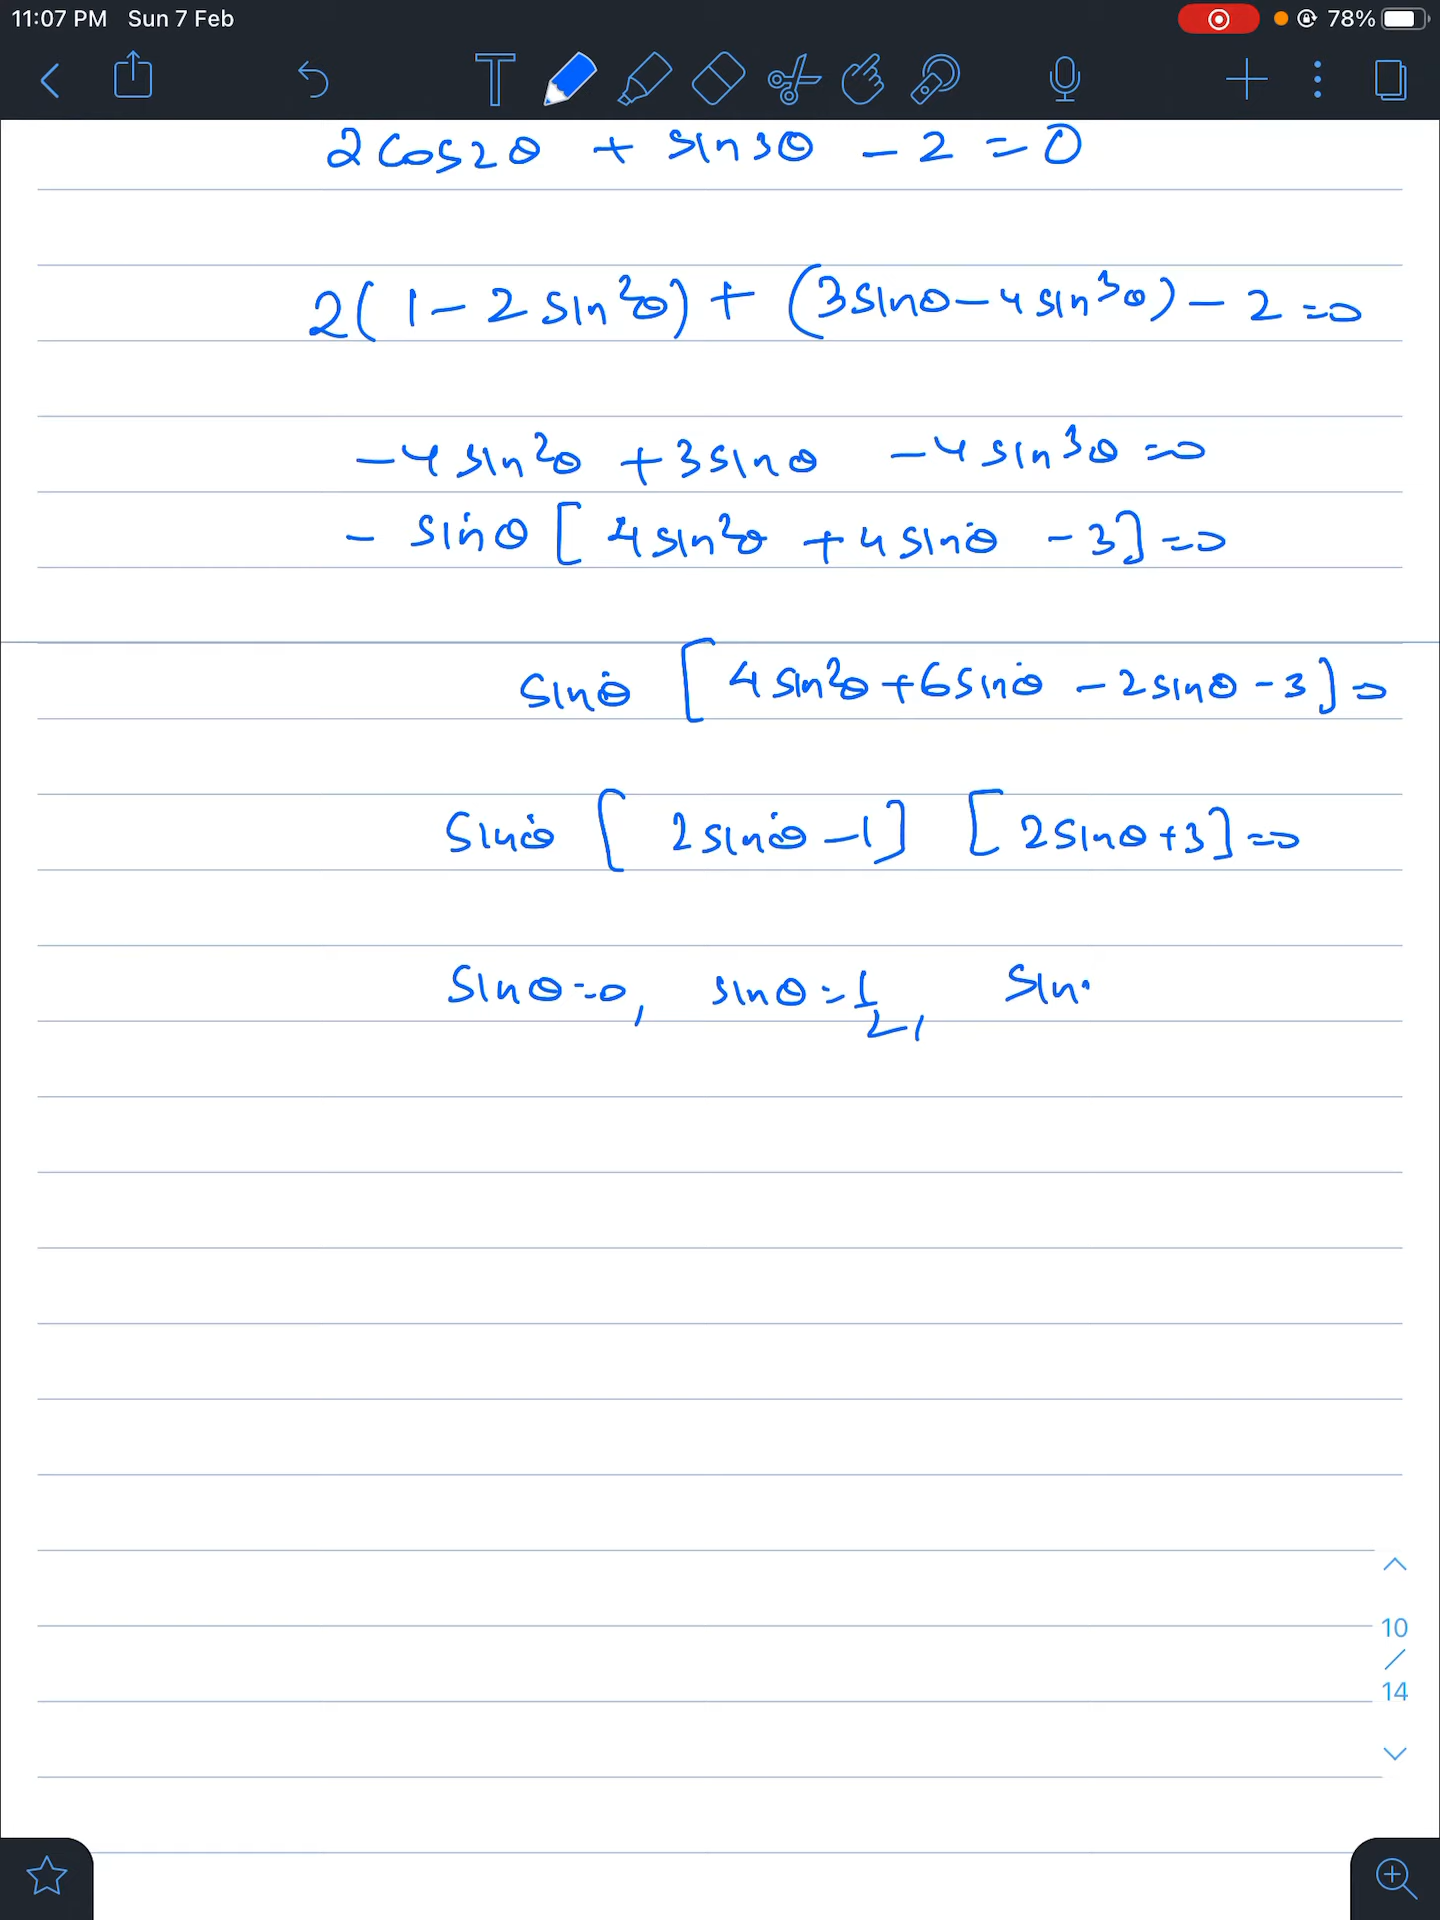 11:07 PM Sun 7 Feb 78%
T
2cos2θ + sin3θ - 2 = 0
2(1 - 2sin²θ) + (3sinθ - 4sin³θ) - 2 = 0
-4sin²θ + 3sinθ - 4sin³θ = 0
- sinθ [4sin²θ + 4sinθ - 3] = 0
sinθ [4sin²θ + 6sinθ - 2sinθ - 3] = 0
sinθ [2sinθ - 1] [2sinθ + 3] = 0
sinθ = 0, sinθ = 1/2, sin
10
/
14